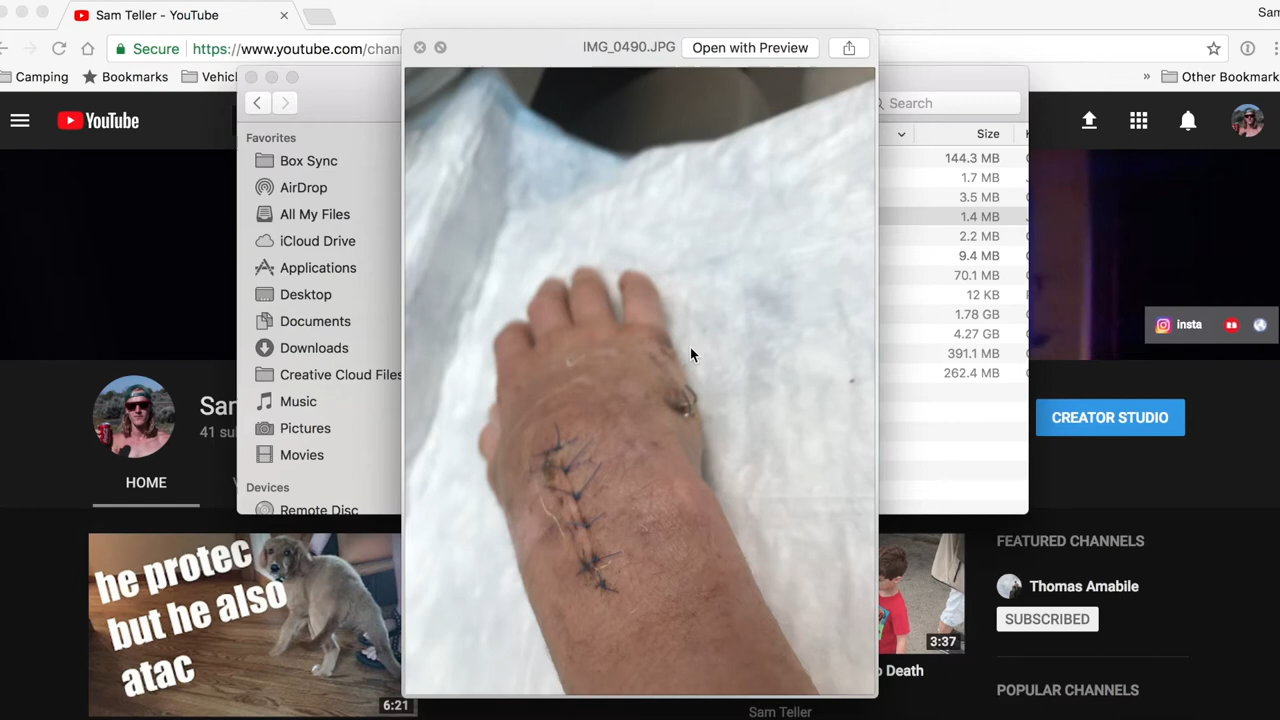 Sam Teller - YouTube
Sam
Secure
https://www.youtube.com/chan
Camping
Bookmarks
Vehicl
»
Other Bookmark
IMG_0490.JPG
Open with Preview
YouTube
Search
Favorites
Box Sync
AirDrop
All My Files
iCloud Drive
Applications
Desktop
Documents
Downloads
Creative Cloud Files
Music
Pictures
Movies
Devices
Remote Disc
Size
144.3 MB
1.7 MB
3.5 MB
1.4 MB
2.2 MB
9.4 MB
70.1 MB
12 KB
1.78 GB
4.27 GB
391.1 MB
262.4 MB
insta
Sar
41 su
CREATOR STUDIO
HOME
he protec
but he also
atac
6:21
3:37
o Death
Sam Teller
FEATURED CHANNELS
Thomas Amabile
SUBSCRIBED
POPULAR CHANNELS